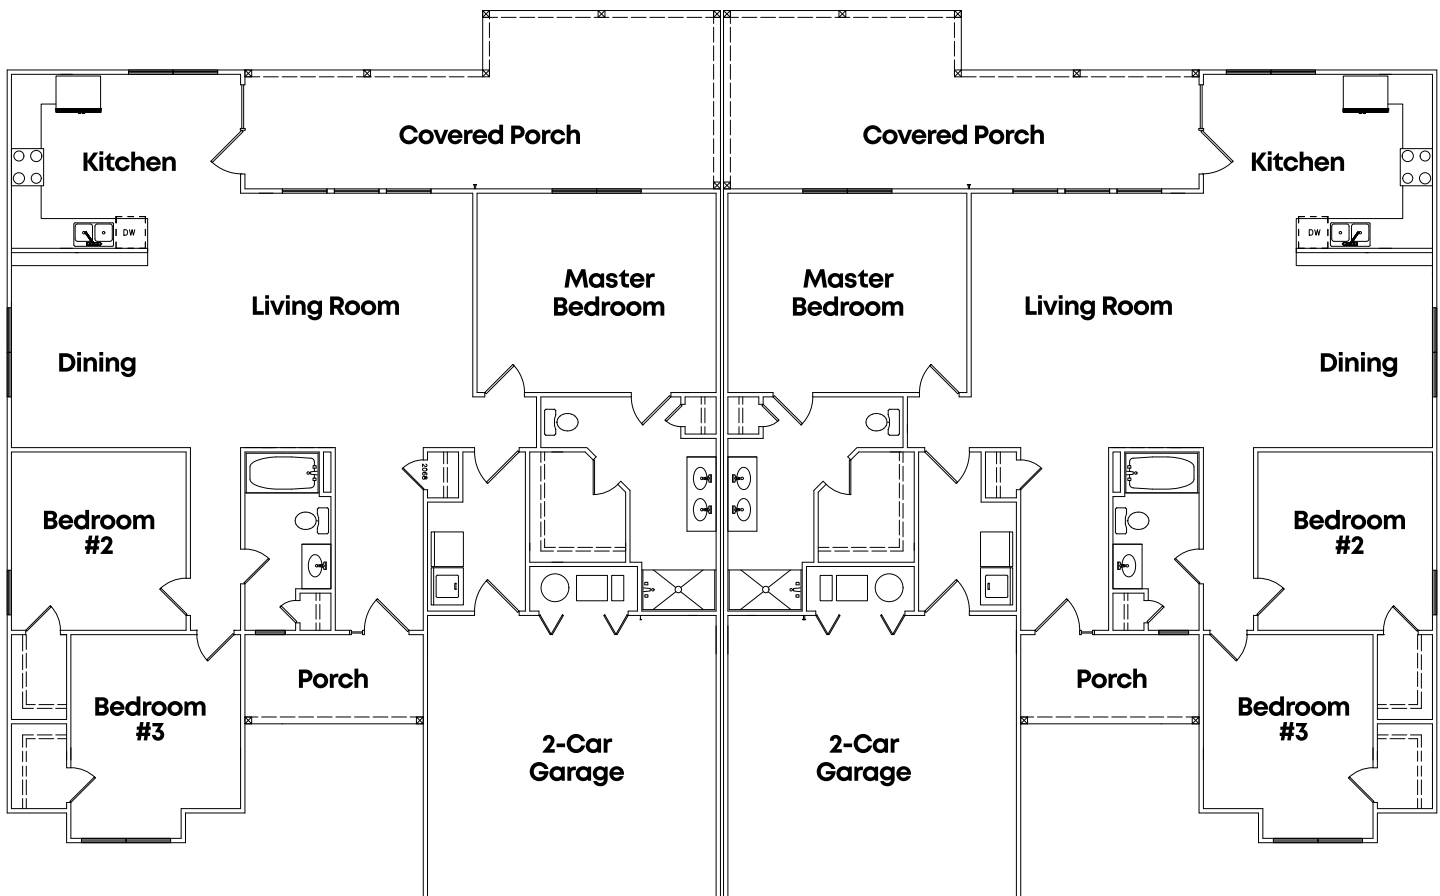 Covered Porch
Covered Porch
Kitchen
Kitchen
DW
DW
Master
Bedroom
Master
Bedroom
Living Room
Living Room
Dining
Dining
2068
Bedroom
#2
Bedroom
#2
Porch
Porch
Bedroom
#3
Bedroom
#3
2-Car
Garage
2-Car
Garage